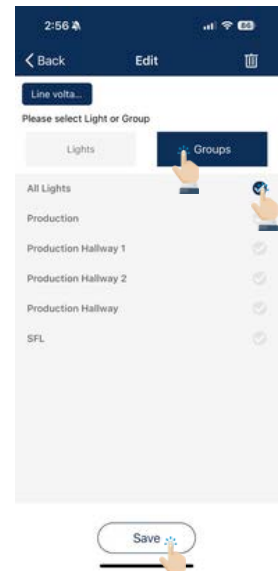 2:56
86
Back Edit
Line volta...
Please select Light or Group
Lights Groups
All Lights
Production
Production Hallway 1
Production Hallway 2
Production Hallway
SFL
Save